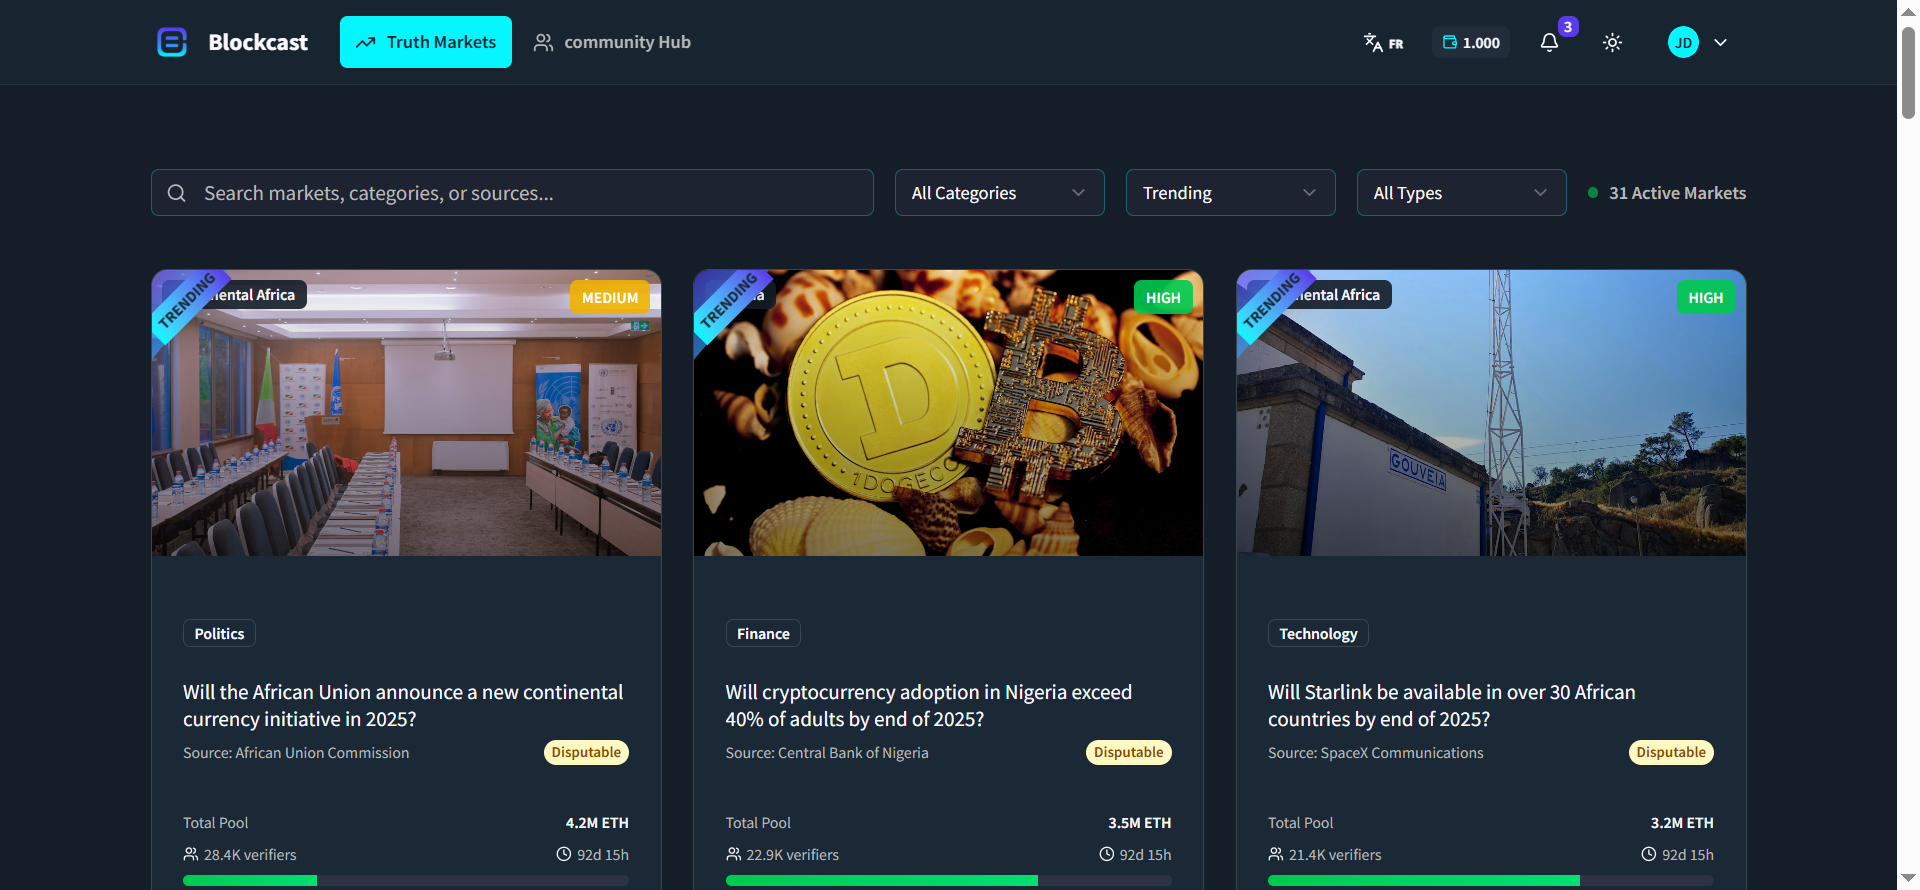 Blockcast
Truth Markets
community Hub
FR
1.000
3
JD
Search markets, categories, or sources...
All Categories
Trending
All Types
31 Active Markets
TRENDING
Africa
MEDIUM
TRENDING
HIGH
1 DOGECO
TRENDING
Africa
HIGH
GOUVEIA
Politics
Will the African Union announce a new continental
currency initiative in 2025?
Source: African Union Commission
Disputable
Total Pool
4.2M ETH
28.4K verifiers
92d 15h
Finance
Will cryptocurrency adoption in Nigeria exceed
40% of adults by end of 2025?
Source: Central Bank of Nigeria
Disputable
Total Pool
3.5M ETH
22.9K verifiers
92d 15h
Technology
Will Starlink be available in over 30 African
countries by end of 2025?
Source: SpaceX Communications
Disputable
Total Pool
3.2M ETH
21.4K verifiers
92d 15h